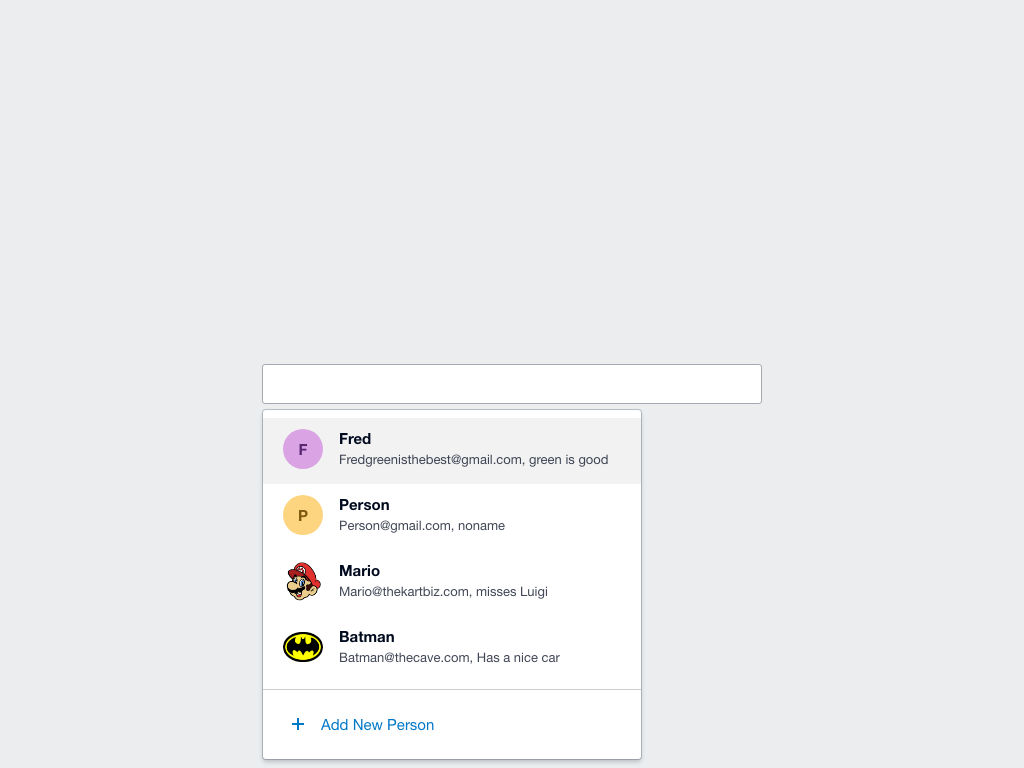 F
Fred
Fredgreenisthebest@gmail.com, green is good
P
Person
Person@gmail.com, noname
Mario
Mario@thekartbiz.com, misses Luigi
Batman
Batman@thecave.com, Has a nice car
+ Add New Person